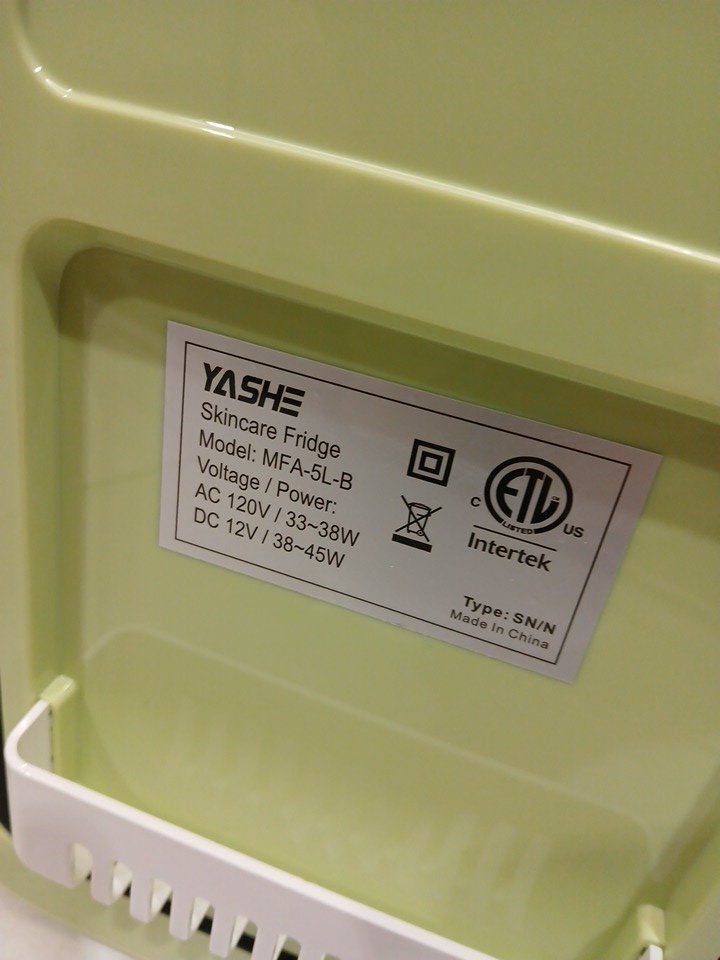 YASHE
Skincare Fridge
Model: MFA-5L-B
Voltage / Power:
AC 120V / 33~38W
DC 12V / 38~45W
ETL
LISTED
C US
Intertek
Type: SN/N
Made In China